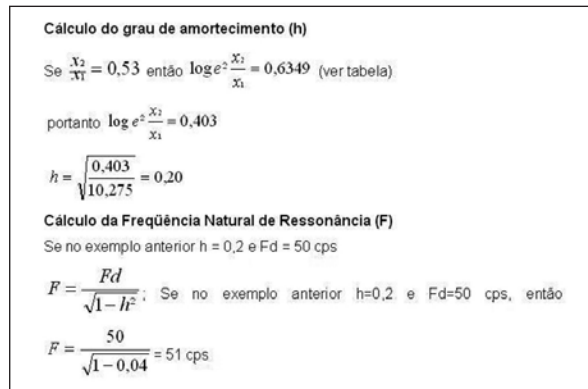 Cálculo do grau de amortecimento (h)
Se x₂/x₁ = 0,53 então log e² x₂/x₁ = 0,6349 (ver tabela)
portanto log e² x₂/x₁ = 0,403
h = √(0,403/10,275) = 0,20
Cálculo da Freqüência Natural de Ressonância (F)
Se no exemplo anterior h = 0,2 e Fd = 50 cps
F = Fd/√(1-h²); Se no exemplo anterior h=0,2 e Fd=50 cps, então
F = 50/√(1-0,04) = 51 cps